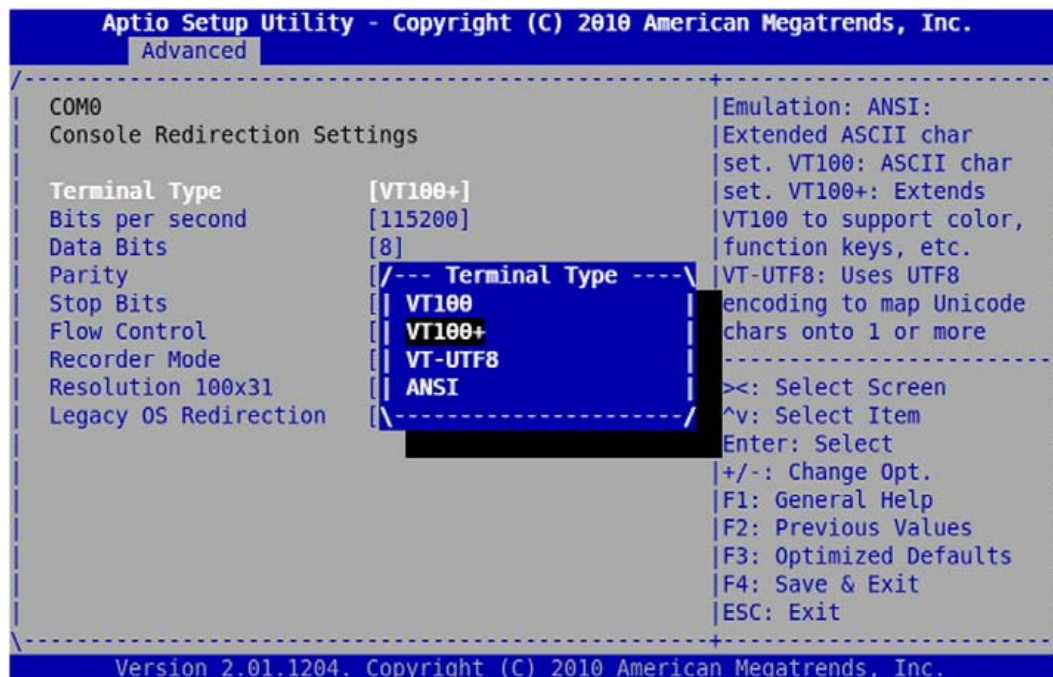 Aptio Setup Utility - Copyright (C) 2010 American Megatrends, Inc.
Advanced
COM0
Console Redirection Settings
Terminal Type [VT100+]
Bits per second [115200]
Data Bits [8]
Parity [
Stop Bits [
Flow Control [
Recorder Mode [
Resolution 100x31 [
Legacy OS Redirection [
/--- Terminal Type ----\
VT100
VT100+
VT-UTF8
ANSI
Emulation: ANSI:
Extended ASCII char
set. VT100: ASCII char
set. VT100+: Extends
VT100 to support color,
function keys, etc.
VT-UTF8: Uses UTF8
encoding to map Unicode
chars onto 1 or more
><: Select Screen
^v: Select Item
Enter: Select
+/-: Change Opt.
F1: General Help
F2: Previous Values
F3: Optimized Defaults
F4: Save & Exit
ESC: Exit
Version 2.01.1204. Copyright (C) 2010 American Megatrends, Inc.